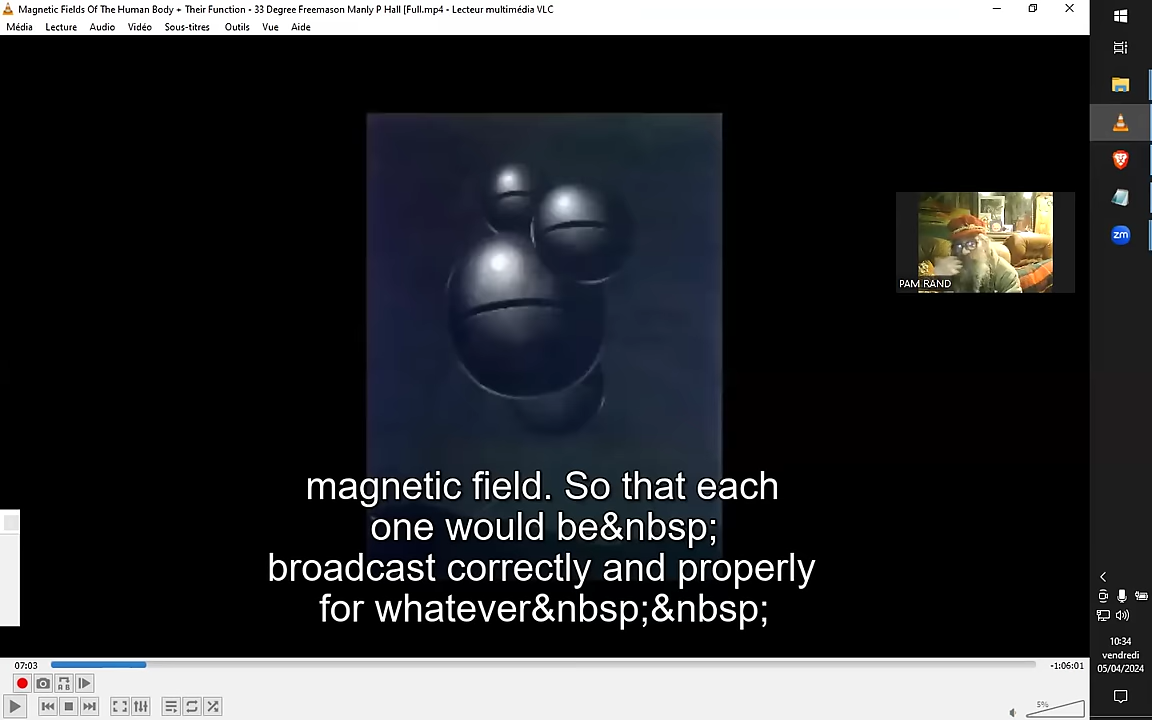 Magnetic Fields Of The Human Body + Their Function - 33 Degree Freemason Manly P Hall [Full.mp4 - Lecteur multimédia VLC
Média Lecture Audio Vidéo Sous-titres Outils Vue Aide
PAM RAND
zm
magnetic field. So that each
one would be&nbsp;
broadcast correctly and properly
for whatever&nbsp;&nbsp;
07:03
-1:06:01
A B
5%
10:34
vendredi
05/04/2024